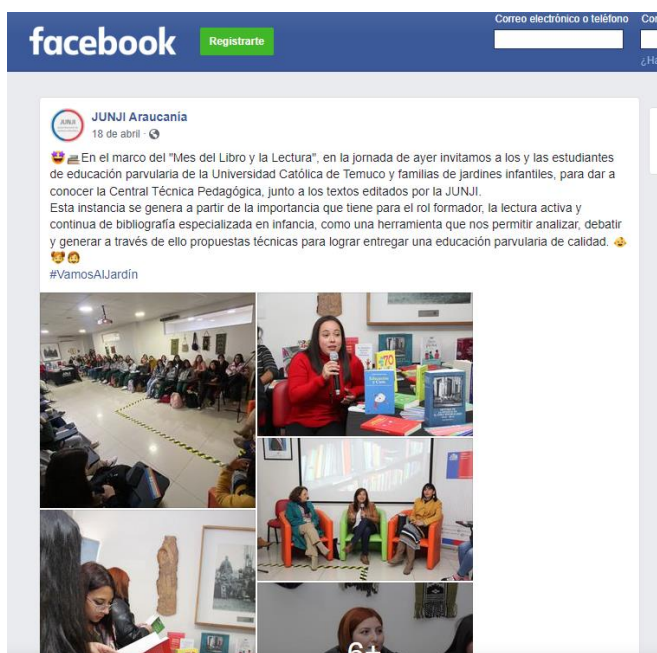 Correo electrónico o teléfono
facebook
Registrarte
JUNJI Araucanía
18 de abril ·
En el marco del "Mes del Libro y la Lectura", en la jornada de ayer invitamos a los y las estudiantes
de educación parvularia de la Universidad Católica de Temuco y familias de jardines infantiles, para dar a
conocer la Central Técnica Pedagógica, junto a los textos editados por la JUNJI.
Esta instancia se genera a partir de la importancia que tiene para el rol formador, la lectura activa y
continua de bibliografía especializada en infancia, como una herramienta que nos permitir analizar, debatir
y generar a través de ello propuestas técnicas para lograr entregar una educación parvularia de calidad.
#VamosAlJardín
70
6+